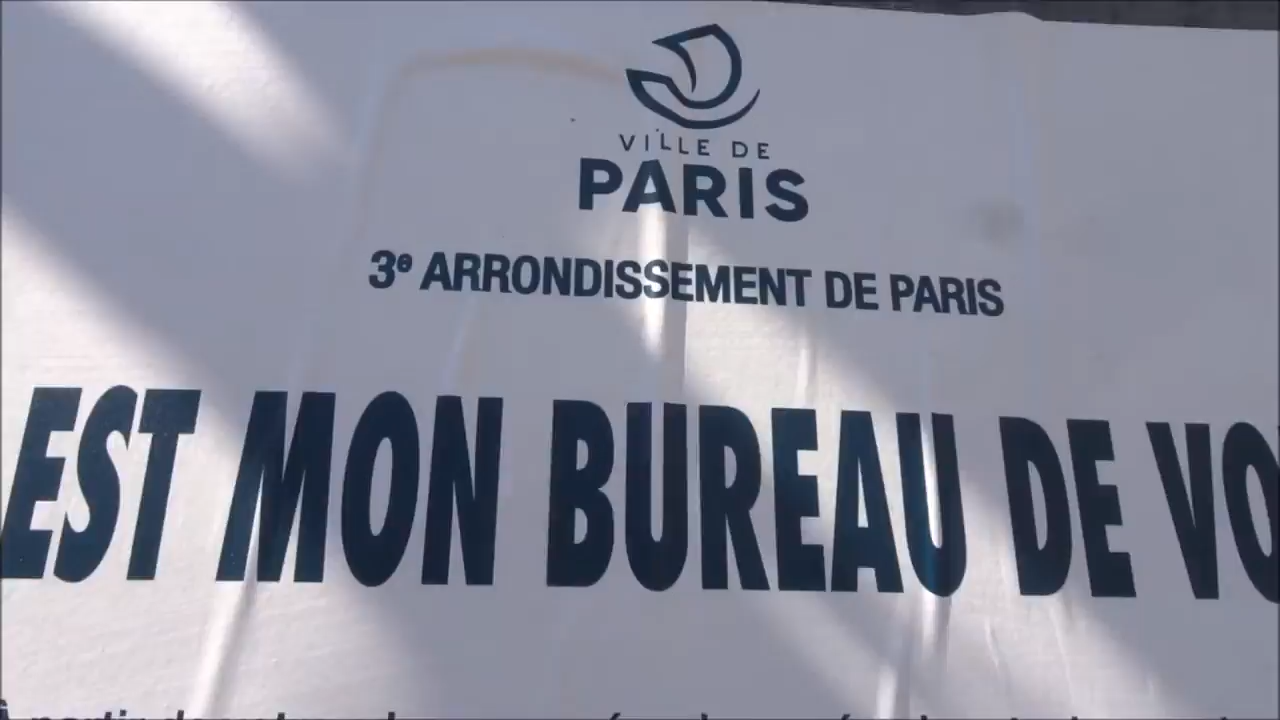 VILLE DE
PARIS
3e ARRONDISSEMENT DE PARIS
EST MON BUREAU DE VO